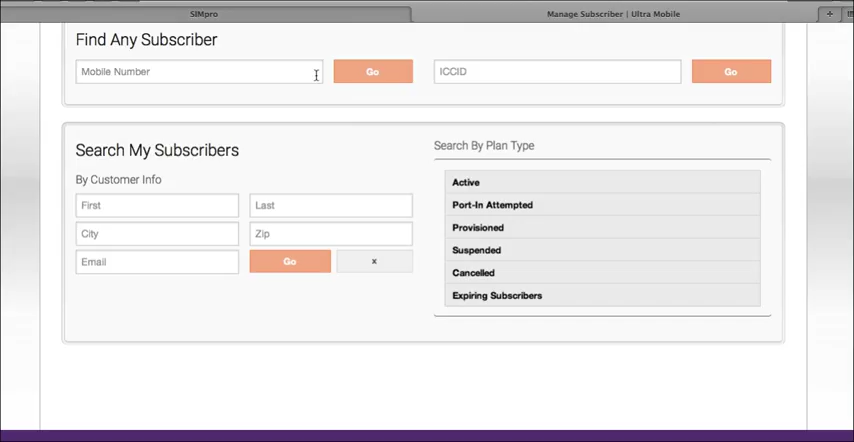 SIMpro
Manage Subscriber | Ultra Mobile
+
Find Any Subscriber
Mobile Number
Go
ICCID
Go
Search My Subscribers
By Customer Info
First
Last
City
Zip
Email
Go
x
Search By Plan Type
Active
Port-In Attempted
Provisioned
Suspended
Cancelled
Expiring Subscribers